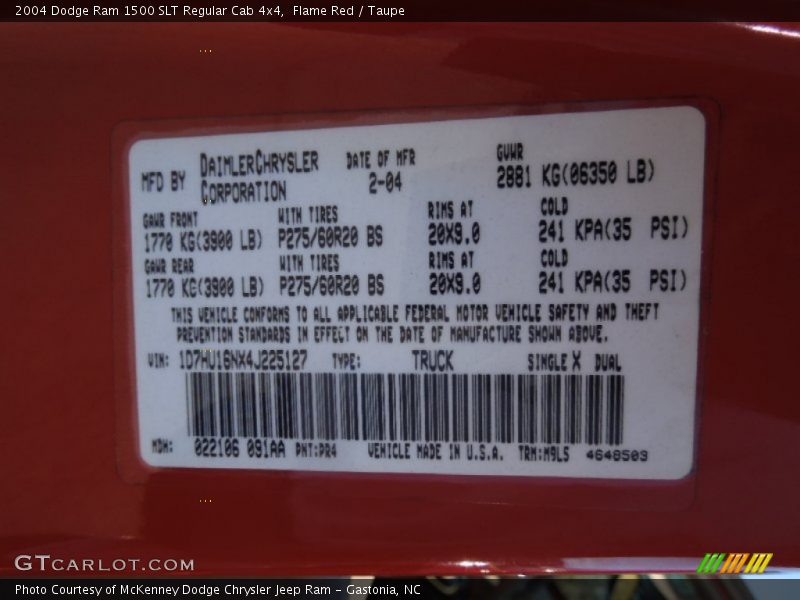 2004 Dodge Ram 1500 SLT Regular Cab 4x4,  Flame Red / Taupe
MFD BY DAIMLERCHRYSLER CORPORATION
DATE OF MFR 2-04
GVWR 2881 KG(06350 LB)
GAWR FRONT WITH TIRES RIMS AT COLD
1770 KG(3900 LB) P275/60R20 BS 20X9.0 241 KPA(35 PSI)
GAWR REAR WITH TIRES RIMS AT COLD
1770 KG(3900 LB) P275/60R20 BS 20X9.0 241 KPA(35 PSI)
THIS VEHICLE CONFORMS TO ALL APPLICABLE FEDERAL MOTOR VEHICLE SAFETY AND THEFT
PREVENTION STANDARDS IN EFFECT ON THE DATE OF MANUFACTURE SHOWN ABOVE.
VIN: 1D7HU16NX4J225127 TYPE: TRUCK SINGLE X DUAL
MDH: 022106 091AA PNT:PR4 VEHICLE MADE IN U.S.A. TRM:M9L5 4648503
GTCARLOT.COM
Photo Courtesy of McKenney Dodge Chrysler Jeep Ram – Gastonia, NC